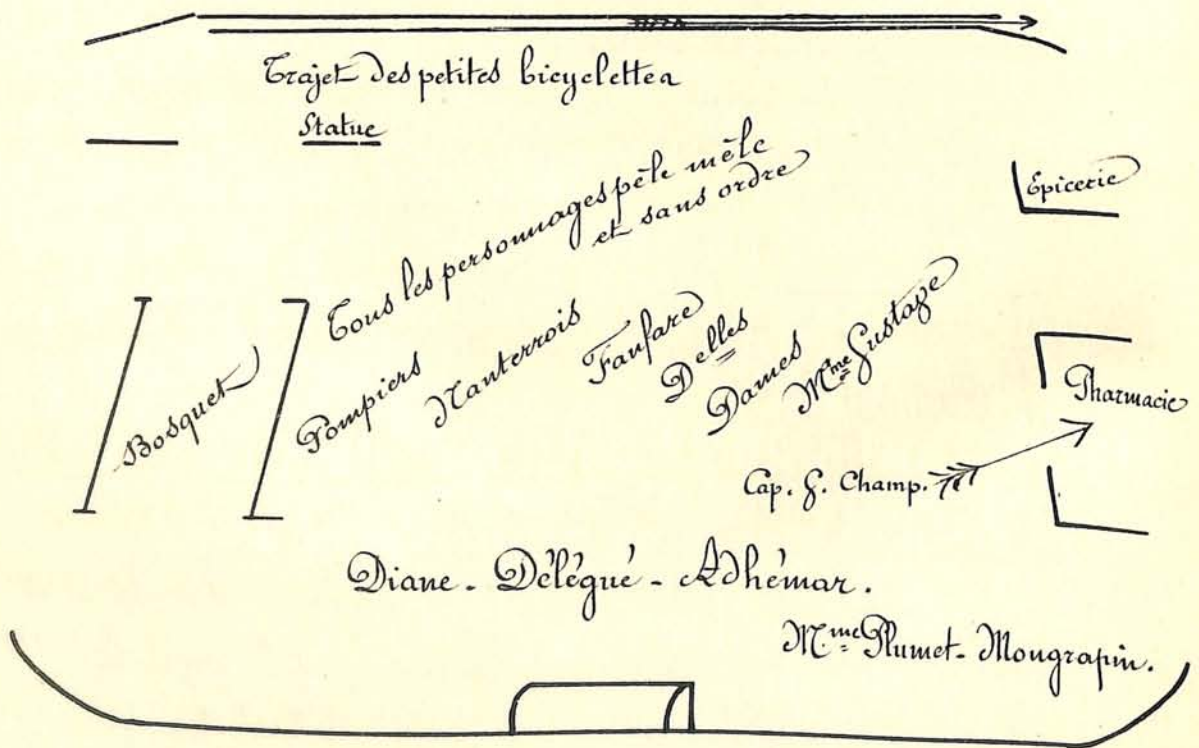 Trajet des petites bicyclettes
Statue
Tous les personnages pêle mêle
et sans ordre
Epicerie
Bosquet
Pompiers
Nanterrois
Fanfare
Delles
Dames
Mme Gustave
Pharmacie
Cap. G. Champ.
Diane - Délégué - Adhémar.
Mme Plumet - Mongrapin.